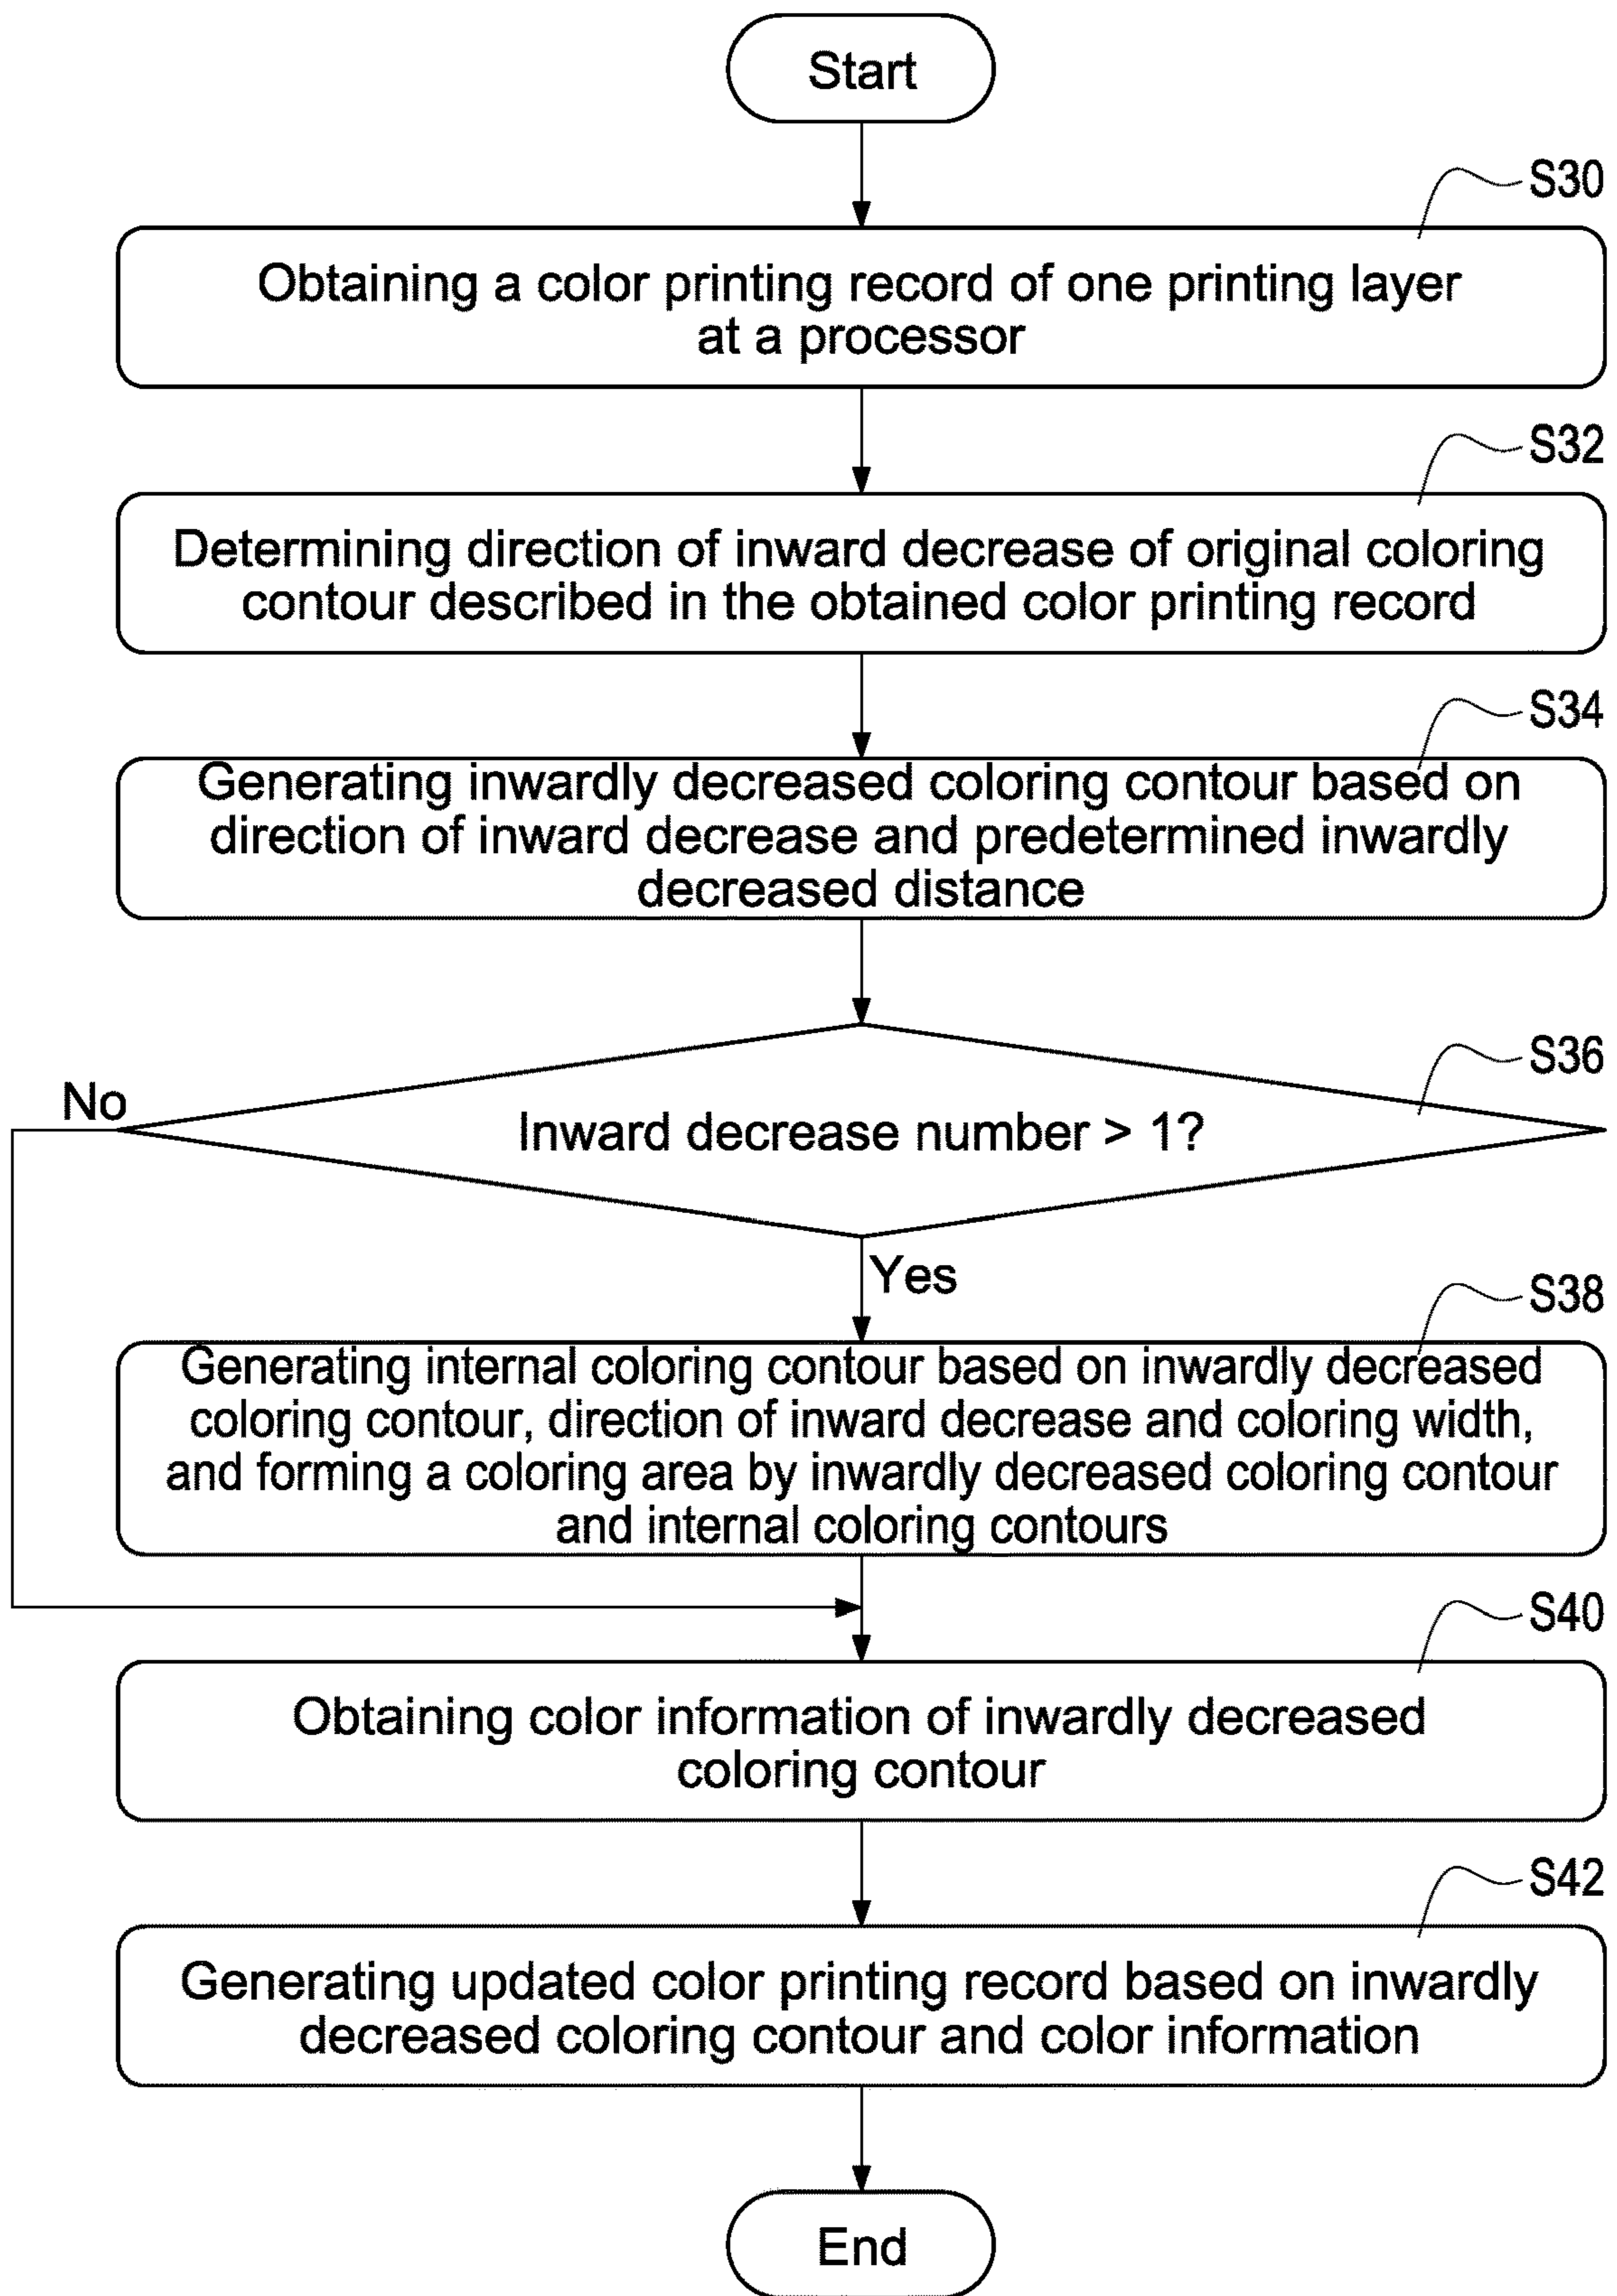 Start
S30
Obtaining a color printing record of one printing layer
at a processor
S32
Determining direction of inward decrease of original coloring
contour described in the obtained color printing record
S34
Generating inwardly decreased coloring contour based on
direction of inward decrease and predetermined inwardly
decreased distance
S36
No
Inward decrease number > 1?
Yes
S38
Generating internal coloring contour based on inwardly decreased
coloring contour, direction of inward decrease and coloring width,
and forming a coloring area by inwardly decreased coloring contour
and internal coloring contours
S40
Obtaining color information of inwardly decreased
coloring contour
S42
Generating updated color printing record based on inwardly
decreased coloring contour and color information
End